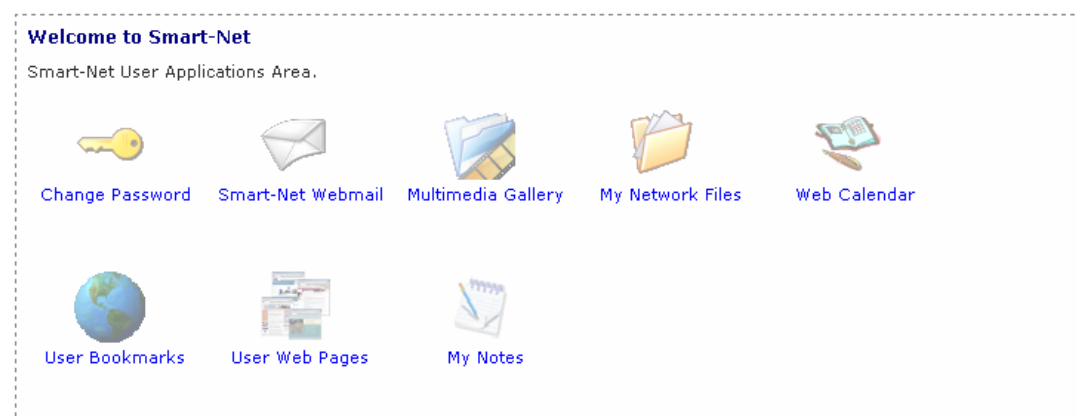 Welcome to Smart-Net
Smart-Net User Applications Area.
Change Password Smart-Net Webmail Multimedia Gallery My Network Files Web Calendar
User Bookmarks User Web Pages My Notes